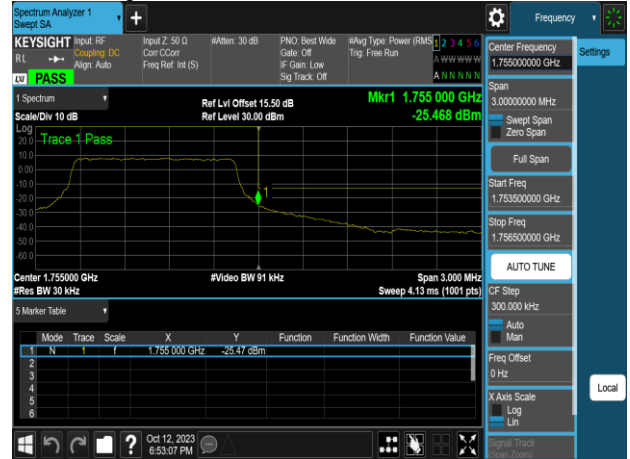 Spectrum Analyzer 1
Swept SA
Frequency
KEYSIGHT
RL
LXI PASS
Input: RF
Coupling: DC
Align: Auto
Input Z: 50 Ω
Corr CCorr
Freq Ref: Int (S)
#Atten: 30 dB
PNO: Best Wide
Gate: Off
IF Gain: Low
Sig Track: Off
#Avg Type: Power (RMS
Trig: Free Run
1 2 3 4 5 6
A W W W W W
A N N N N N
1 Spectrum
Scale/Div 10 dB
Ref Lvl Offset 15.50 dB
Ref Level 30.00 dBm
Mkr1 1.755 000 GHz
-25.468 dBm
Log
Trace 1 Pass
20.0
10.0
0.00
-10.0
-20.0
-30.0
-40.0
-50.0
-60.0
1
Center 1.755000 GHz
#Res BW 30 kHz
#Video BW 91 kHz
Span 3.000 MHz
Sweep 4.13 ms (1001 pts)
5 Marker Table
Mode Trace Scale X Y Function Function Width Function Value
1 N 1 f 1.755 000 GHz -25.47 dBm
2
3
4
5
6
Oct 12, 2023
6:53:07 PM
Center Frequency
1.755000000 GHz
Span
3.00000000 MHz
Swept Span
Zero Span
Full Span
Start Freq
1.753500000 GHz
Stop Freq
1.756500000 GHz
AUTO TUNE
CF Step
300.000 kHz
Auto
Man
Freq Offset
0 Hz
X Axis Scale
Log
Lin
Signal Track
(Span Zoom)
Settings
Local